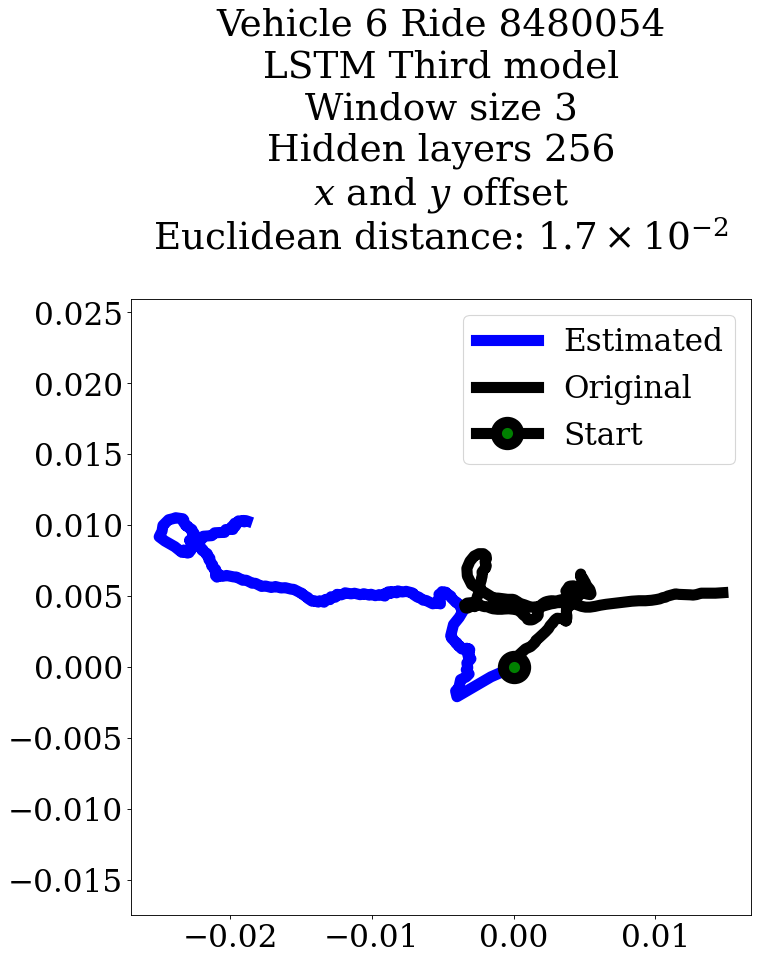 Vehicle 6 Ride 8480054
LSTM Third model
Window size 3
Hidden layers 256
x and y offset
Euclidean distance: 1.7 × 10⁻²
Estimated
Original
Start
0.025
0.020
0.015
0.010
0.005
0.000
−0.005
−0.010
−0.015
−0.02
−0.01
0.00
0.01